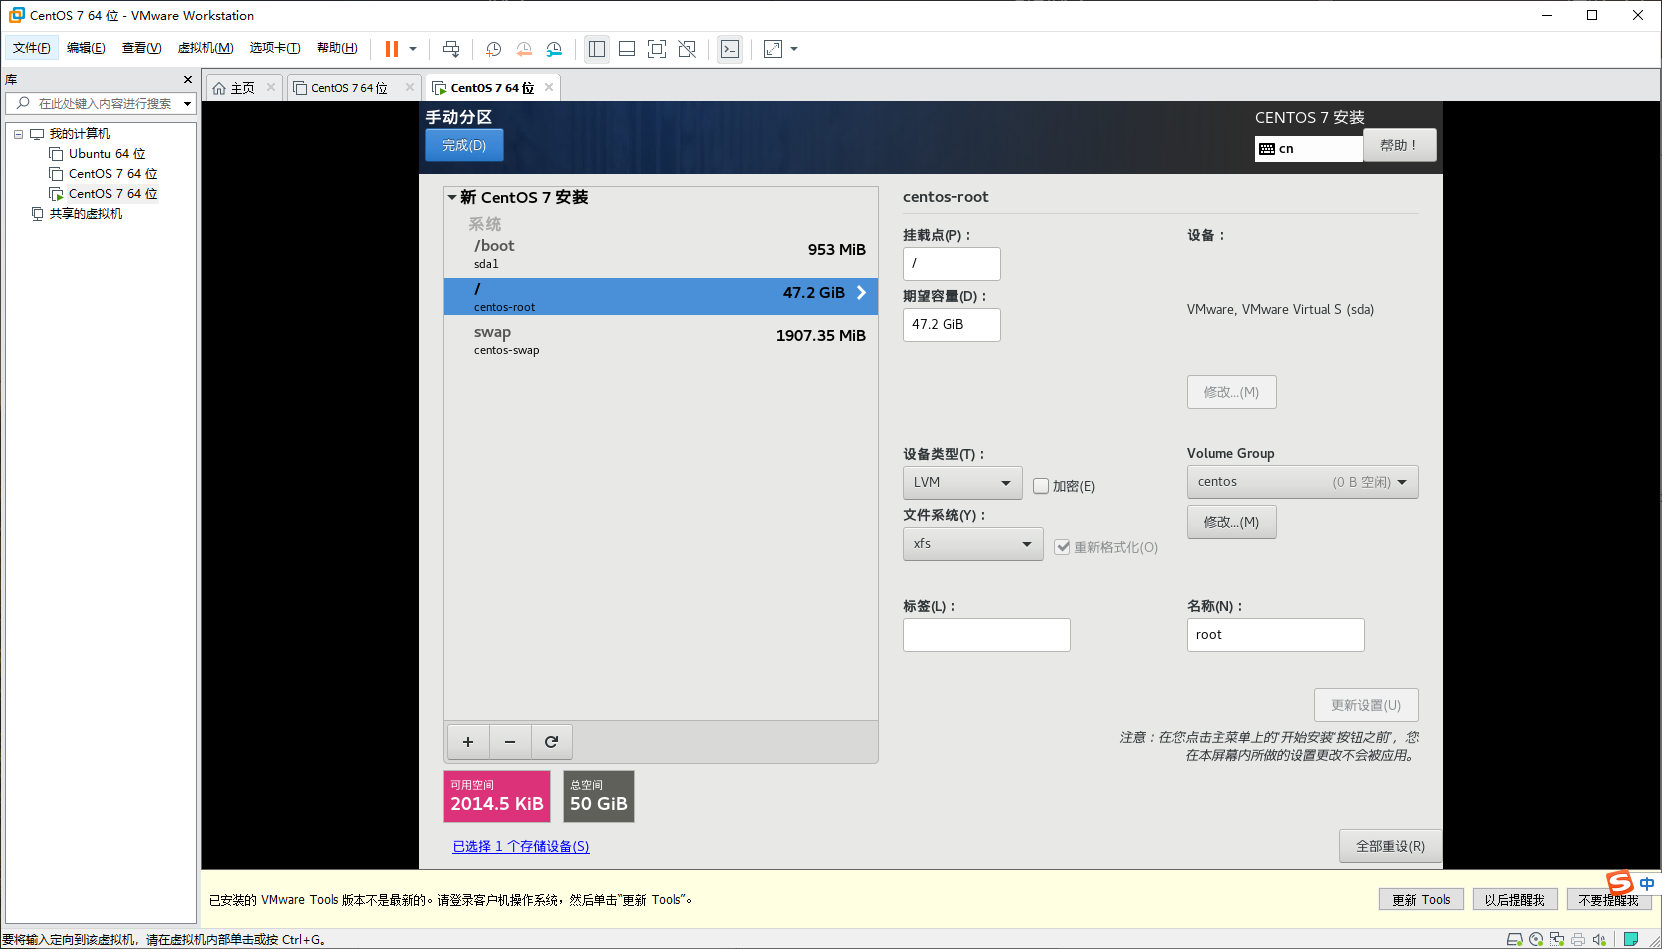 CentOS 7 64 位 - VMware Workstation
文件(F) 编辑(E) 查看(V) 虚拟机(M) 选项卡(T) 帮助(H)
库
在此处键入内容进行搜索
我的计算机
Ubuntu 64 位
CentOS 7 64 位
CentOS 7 64 位
共享的虚拟机
主页 CentOS 7 64 位 CentOS 7 64 位
手动分区
完成(D)
CENTOS 7 安装
cn
帮助！
新 CentOS 7 安装
系统
/boot
953 MiB
sda1
/
47.2 GiB
centos-root
swap
1907.35 MiB
centos-swap
+ −
可用空间
2014.5 KiB
总空间
50 GiB
已选择 1 个存储设备(S)
centos-root
挂载点(P)：
/
期望容量(D)：
47.2 GiB
设备：
VMware, VMware Virtual S (sda)
修改...(M)
设备类型(T)：
LVM
加密(E)
文件系统(Y)：
xfs
重新格式化(O)
Volume Group
centos (0 B 空闲)
修改...(M)
标签(L)：
名称(N)：
root
更新设置(U)
注意：在您点击主菜单上的'开始安装'按钮之前，您
在本屏幕内所做的设置更改不会被应用。
全部重设(R)
已安装的 VMware Tools 版本不是最新的。请登录客户机操作系统，然后单击“更新 Tools”。
更新 Tools
以后提醒我
不要提醒我
S 中
要将输入定向到该虚拟机，请在虚拟机内部单击或按 Ctrl+G。